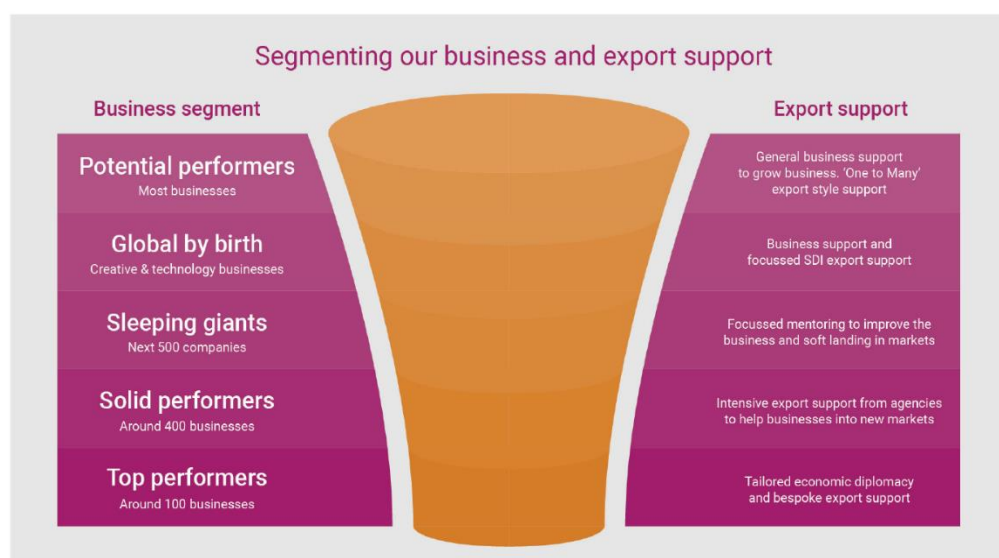 Segmenting our business and export support
Business segment
Export support
Potential performers
Most businesses
General business support
to grow business. 'One to Many'
export style support
Global by birth
Creative & technology businesses
Business support and
focussed SDI export support
Sleeping giants
Next 500 companies
Focussed mentoring to improve the
business and soft landing in markets
Solid performers
Around 400 businesses
Intensive export support from agencies
to help businesses into new markets
Top performers
Around 100 businesses
Tailored economic diplomacy
and bespoke export support